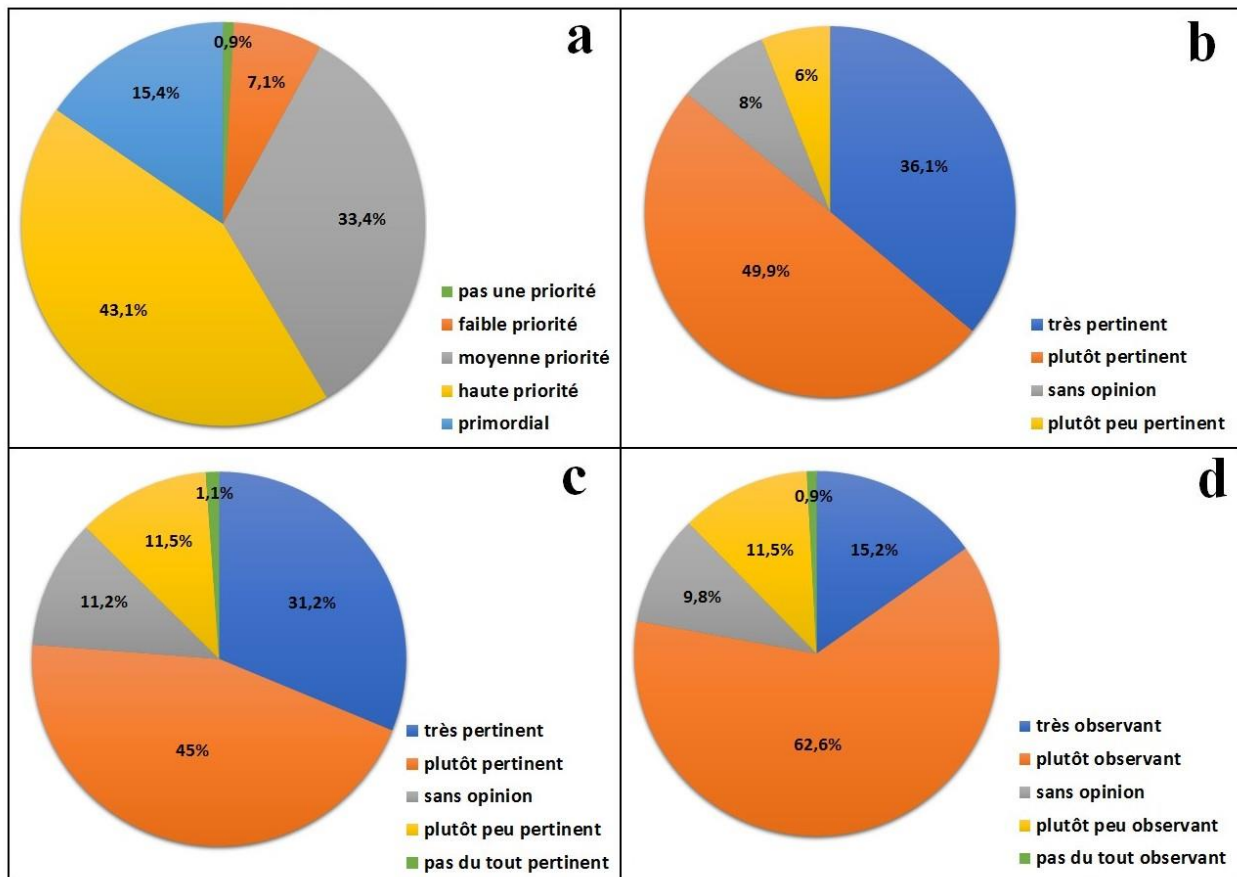 a
0,9%
7,1%
15,4%
33,4%
43,1%
pas une priorité
faible priorité
moyenne priorité
haute priorité
primordial
b
6%
8%
36,1%
49,9%
très pertinent
plutôt pertinent
sans opinion
plutôt peu pertinent
c
1,1%
11,5%
11,2%
31,2%
45%
très pertinent
plutôt pertinent
sans opinion
plutôt peu pertinent
pas du tout pertinent
d
0,9%
11,5%
15,2%
9,8%
62,6%
très observant
plutôt observant
sans opinion
plutôt peu observant
pas du tout observant